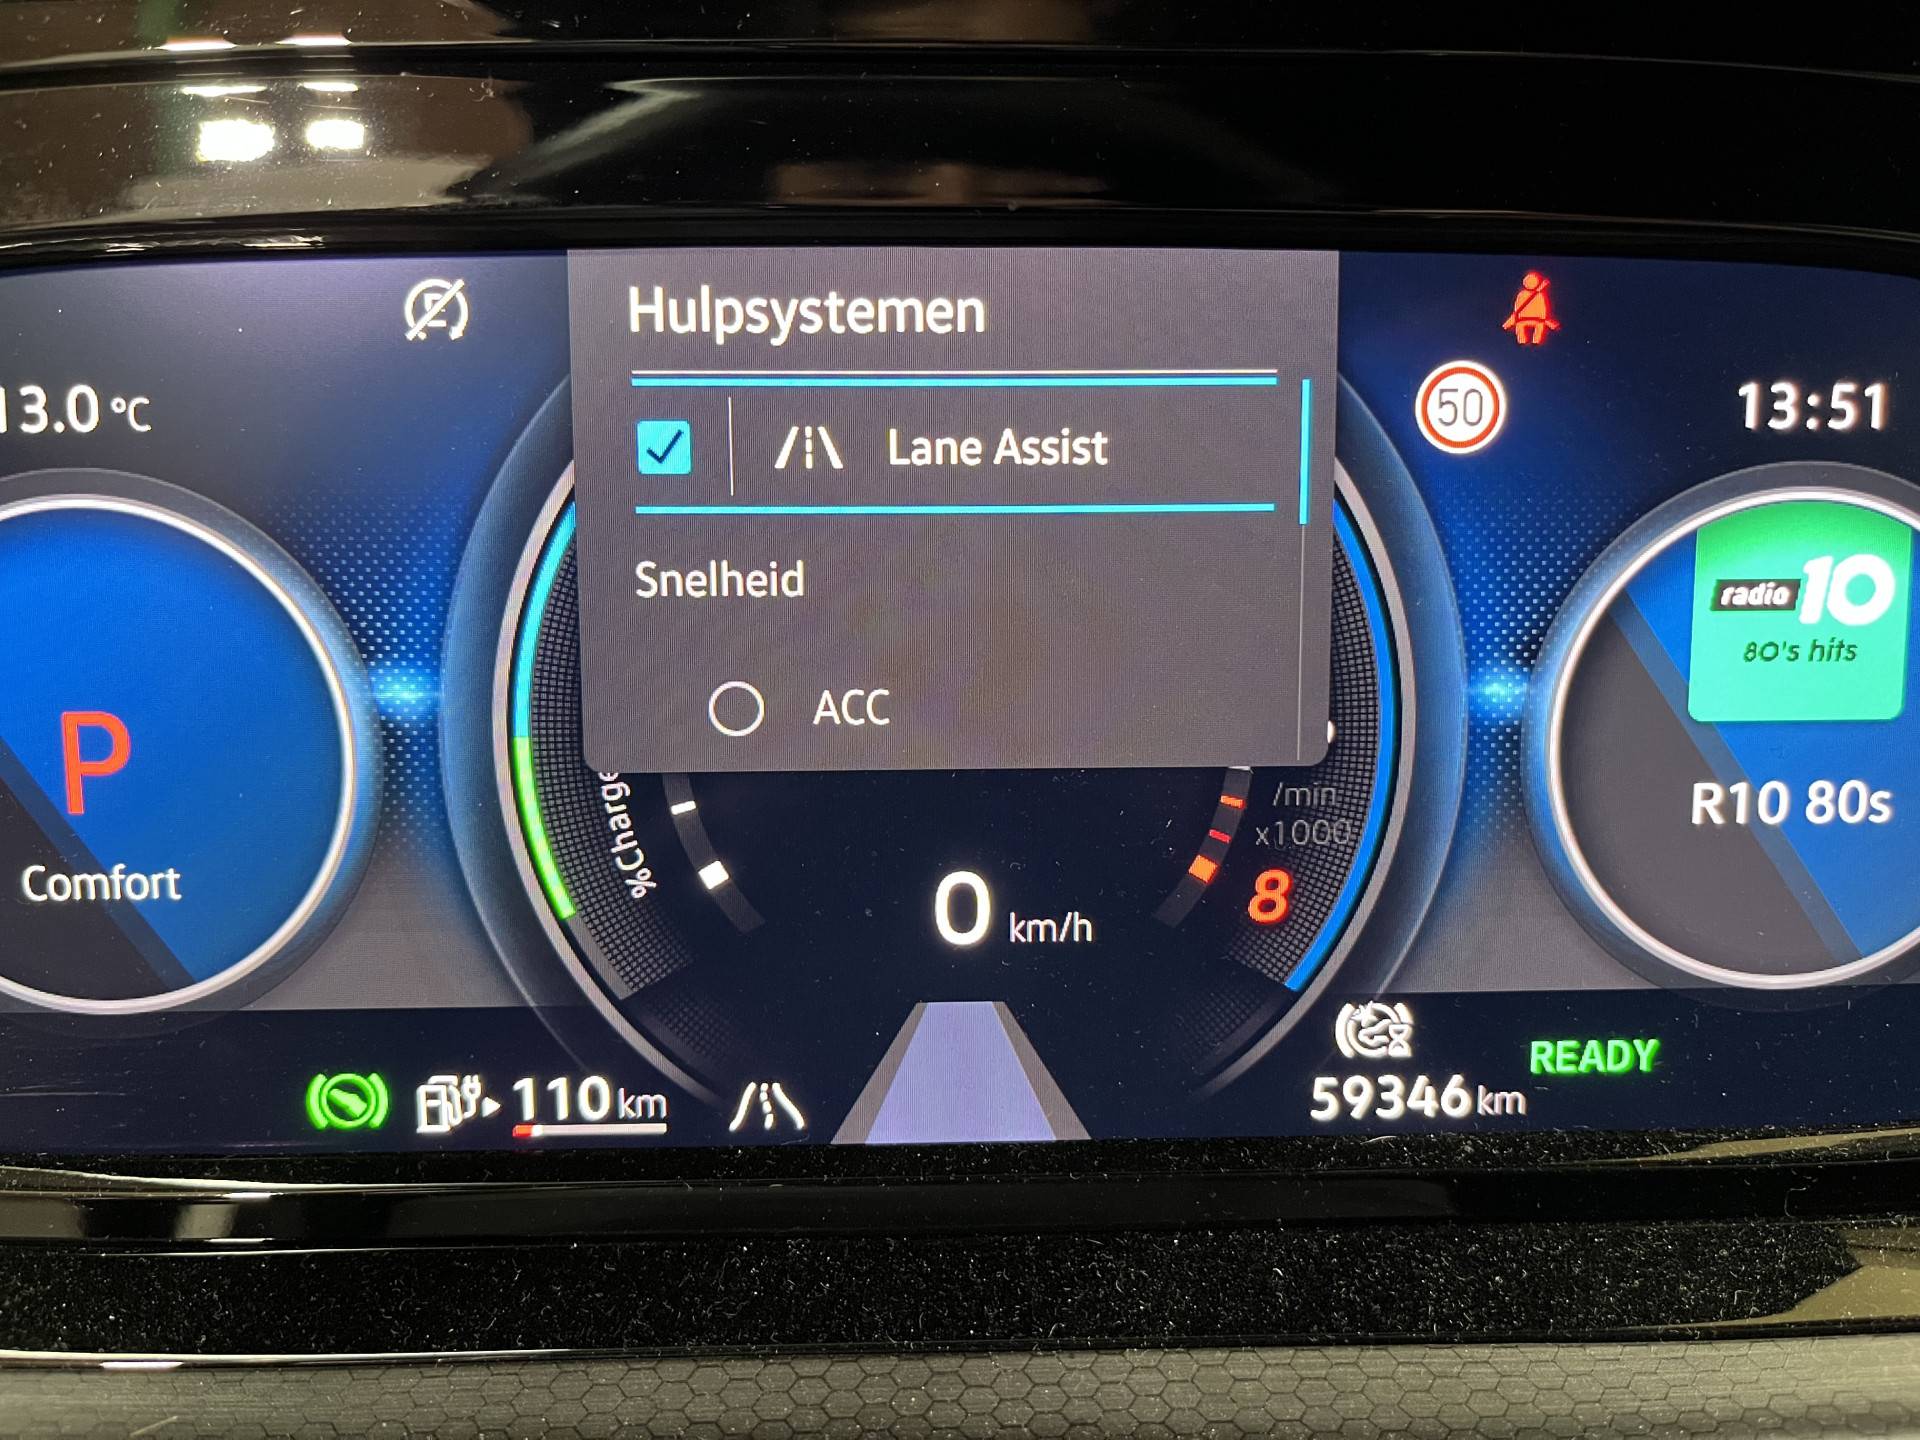 Hulpsystemen
13.0 °C
50
13:51
Lane Assist
Snelheid
ACC
radio 10
80's hits
P
Comfort
R10 80s
%Charge
/min
x1000
8
0 km/h
110 km
READY
59346 km